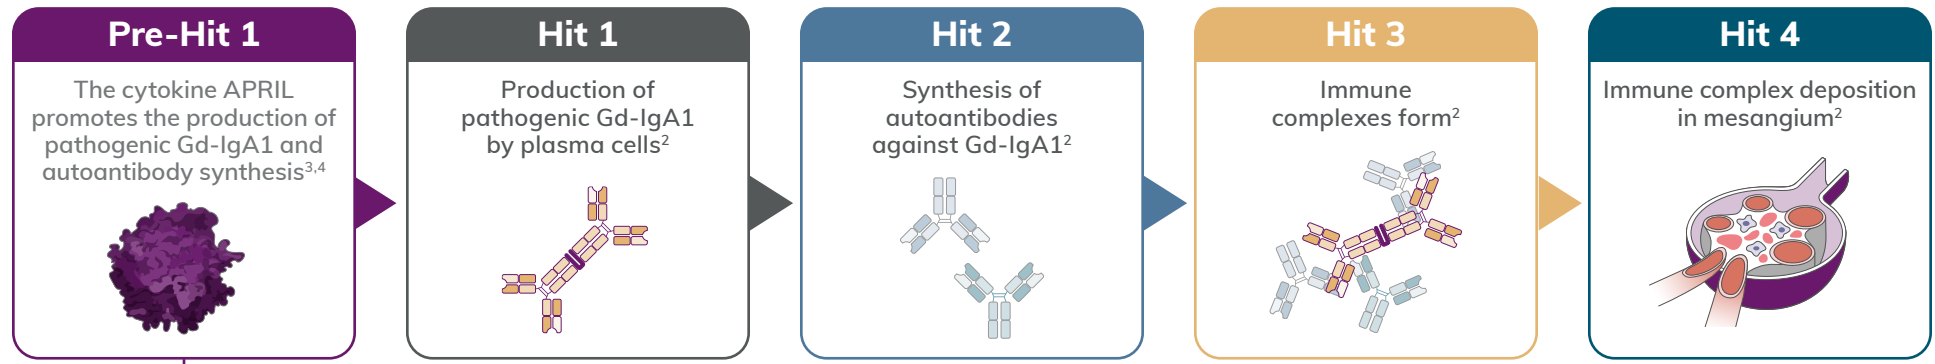 Pre-Hit 1
The cytokine APRIL
promotes the production of
pathogenic Gd-IgA1 and
autoantibody synthesis3,4
Hit 1
Production of
pathogenic Gd-IgA1
by plasma cells2
Hit 2
Synthesis of
autoantibodies
against Gd-IgA12
Hit 3
Immune
complexes form2
Hit 4
Immune complex deposition
in mesangium2